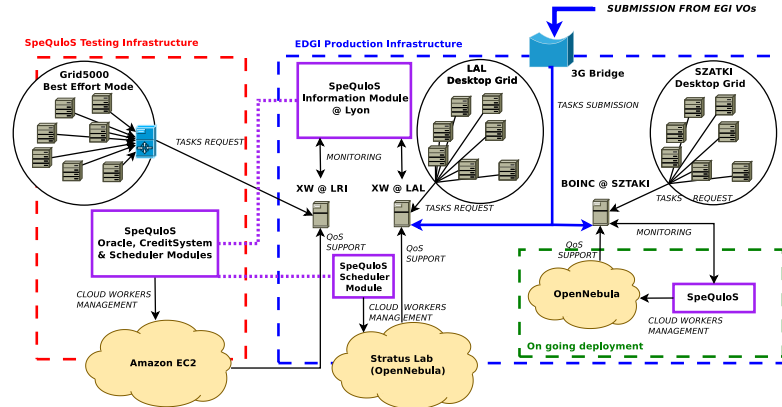 SUBMISSION FROM EGI VOs
SpeQuloS Testing Infrastructure
EDGI Production Infrastructure
Grid5000
Best Effort Mode
SpeQuloS
Information Module
@ Lyon
LAL
Desktop Grid
3G Bridge
SZATKI
Desktop Grid
TASKS SUBMISSION
TASKS REQUEST
MONITORING
XW @ LRI
XW @ LAL
BOINC @ SZTAKI
TASKS REQUEST
TASKS REQUEST
MONITORING
SpeQuloS
Oracle, CreditSystem
& Scheduler Modules
QoS
SUPPORT
QoS
SUPPORT
QoS
SUPPORT
SpeQuloS
Scheduler
Module
OpenNebula
SpeQuloS
CLOUD WORKERS
MANAGEMENT
CLOUD WORKERS
MANAGEMENT
CLOUD WORKERS
MANAGEMENT
Amazon EC2
Stratus Lab
(OpenNebula)
On going deployment